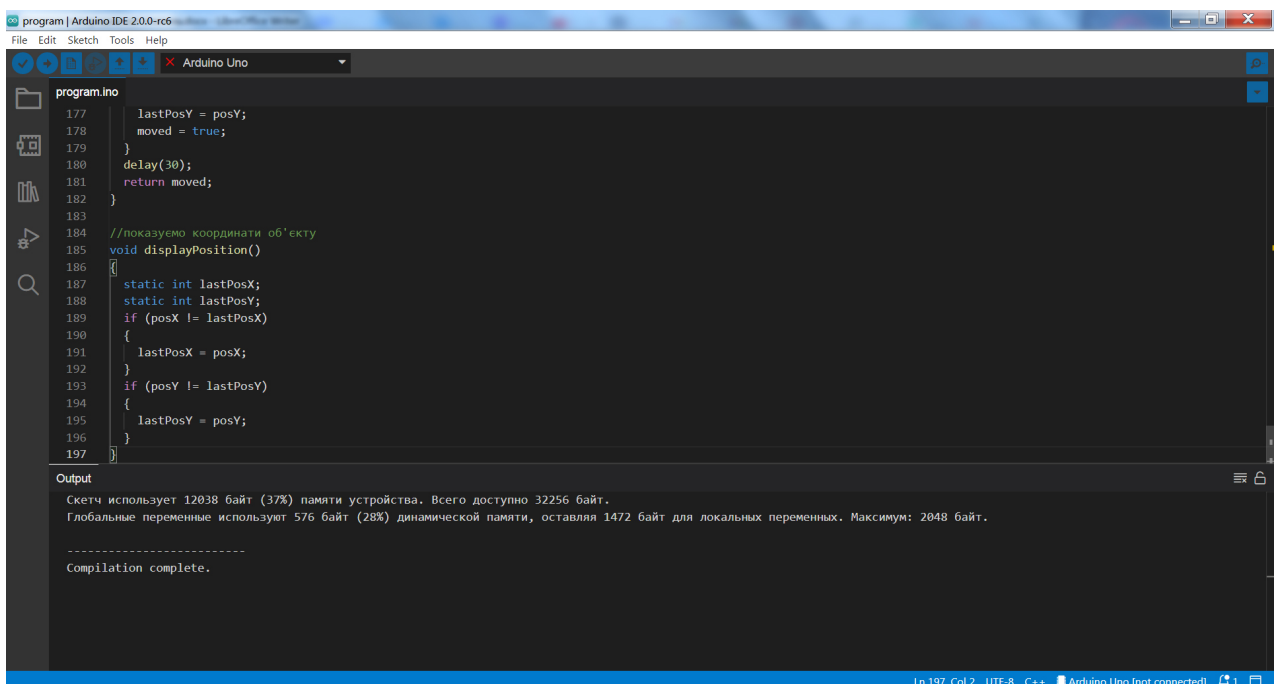 program | Arduino IDE 2.0.0-rc6
File Edit Sketch Tools Help
Arduino Uno
program.ino
177 lastPosY = posY;
178 moved = true;
179 }
180 delay(30);
181 return moved;
182 }
183
184 //показуємо координати об'єкту
185 void displayPosition()
186 {
187 static int lastPosX;
188 static int lastPosY;
189 if (posX != lastPosX)
190 {
191 lastPosX = posX;
192 }
193 if (posY != lastPosY)
194 {
195 lastPosY = posY;
196 }
197 }
Output
Скетч использует 12038 байт (37%) памяти устройства. Всего доступно 32256 байт.
Глобальные переменные используют 576 байт (28%) динамической памяти, оставляя 1472 байт для локальных переменных. Максимум: 2048 байт.
--------------------------
Compilation complete.
Ln 197, Col 2 UTF-8 C++ Arduino Uno [not connected] 1